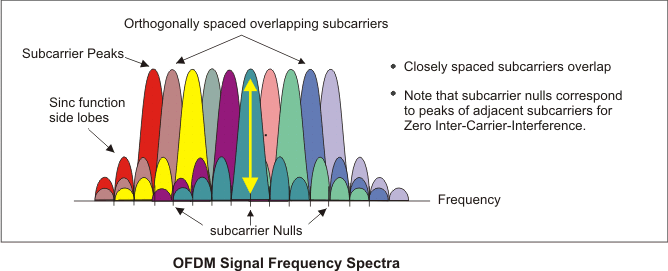 Orthogonally spaced overlapping subcarriers
Subcarrier Peaks
Sinc function
side lobes
• Closely spaced subcarriers overlap
• Note that subcarrier nulls correspond
to peaks of adjacent subcarriers for
Zero Inter-Carrier-Interference.
Frequency
subcarrier Nulls
OFDM Signal Frequency Spectra